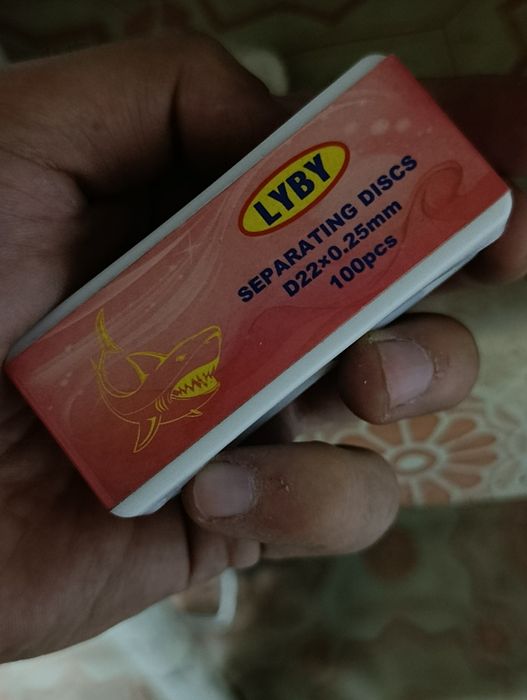 LYBY
SEPARATING DISCS
D22×0.25mm
100pcs